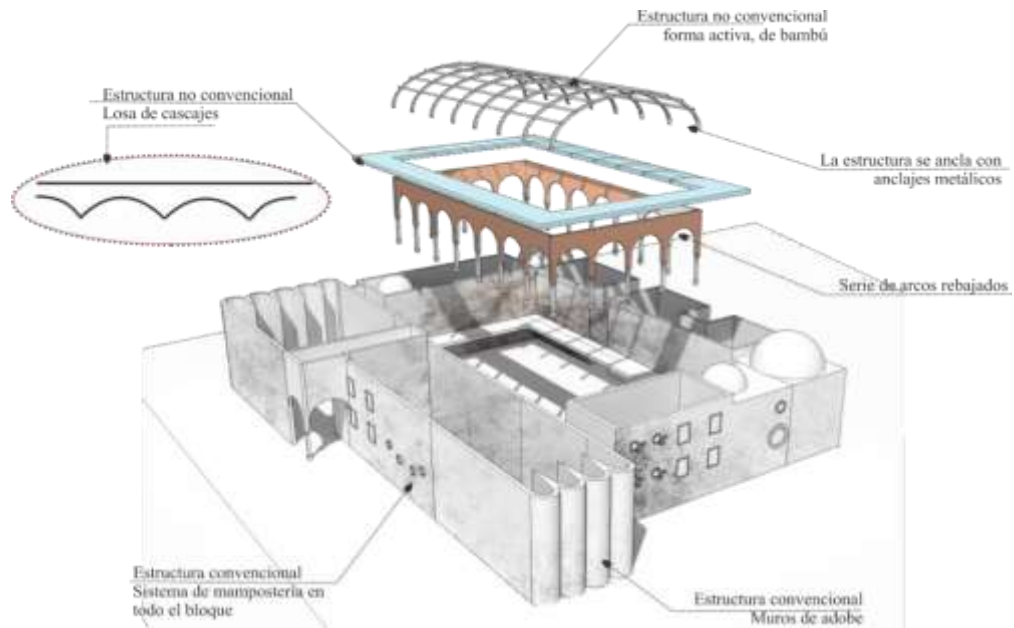 Estructura no convencional
forma activa, de bambú
Estructura no convencional
Losa de cascajes
La estructura se ancla con
anclajes metálicos
Serie de arcos rebajados
Estructura convencional
Sistema de mampostería en
todo el bloque
Estructura convencional
Muros de adobe